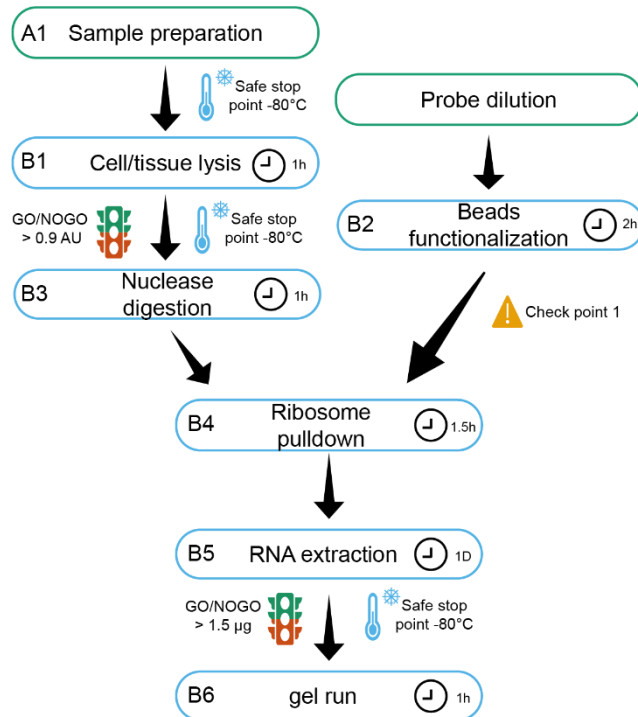 A1 Sample preparation
Safe stop
point -80°C
Probe dilution
B1 Cell/tissue lysis 1h
GO/NOGO
> 0.9 AU
Safe stop
point -80°C
B2 Beads
functionalization 2h
B3 Nuclease
digestion 1h
Check point 1
B4 Ribosome
pulldown 1.5h
B5 RNA extraction 1D
GO/NOGO
> 1.5 µg
Safe stop
point -80°C
B6 gel run 1h